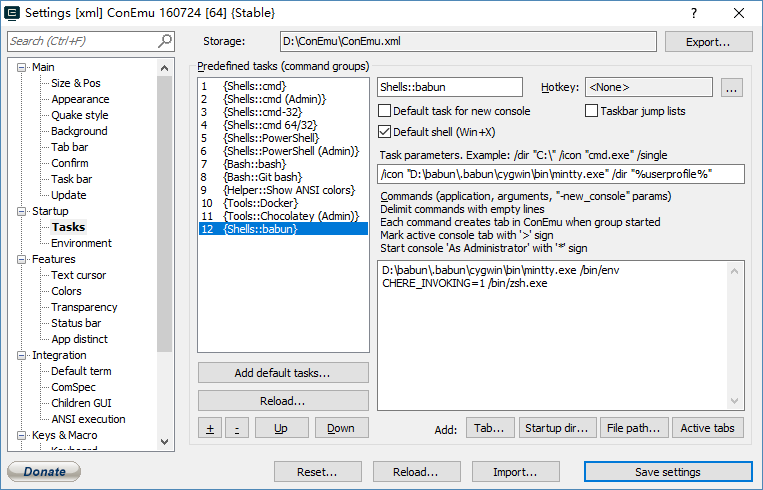 Settings [xml] ConEmu 160724 [64] {Stable}
Search (Ctrl+F)
Storage:
D:\ConEmu\ConEmu.xml
Export...
Main
Size & Pos
Appearance
Quake style
Background
Tab bar
Confirm
Task bar
Update
Startup
Tasks
Environment
Features
Text cursor
Colors
Transparency
Status bar
App distinct
Integration
Default term
ComSpec
Children GUI
ANSI execution
Keys & Macro
Predefined tasks (command groups)
1 {Shells::cmd}
2 {Shells::cmd (Admin)}
3 {Shells::cmd-32}
4 {Shells::cmd 64/32}
5 {Shells::PowerShell}
6 {Shells::PowerShell (Admin)}
7 {Bash::bash}
8 {Bash::Git bash}
9 {Helper::Show ANSI colors}
10 {Tools::Docker}
11 {Tools::Chocolatey (Admin)}
12 {Shells::babun}
Add default tasks...
Reload...
+ - Up Down
Shells::babun
Hotkey: <None> ...
Default task for new console
Taskbar jump lists
Default shell (Win+X)
Task parameters. Example: /dir "C:\" /icon "cmd.exe" /single
/icon "D:\babun\.babun\cygwin\bin\mintty.exe" /dir "%userprofile%"
Commands (application, arguments, "-new_console" params)
Delimit commands with empty lines
Each command creates tab in ConEmu when group started
Mark active console tab with '>' sign
Start console 'As Administrator' with '*' sign
D:\babun\.babun\cygwin\bin\mintty.exe /bin/env
CHERE_INVOKING=1 /bin/zsh.exe
Add: Tab... Startup dir... File path... Active tabs
Donate
Reset... Reload... Import... Save settings